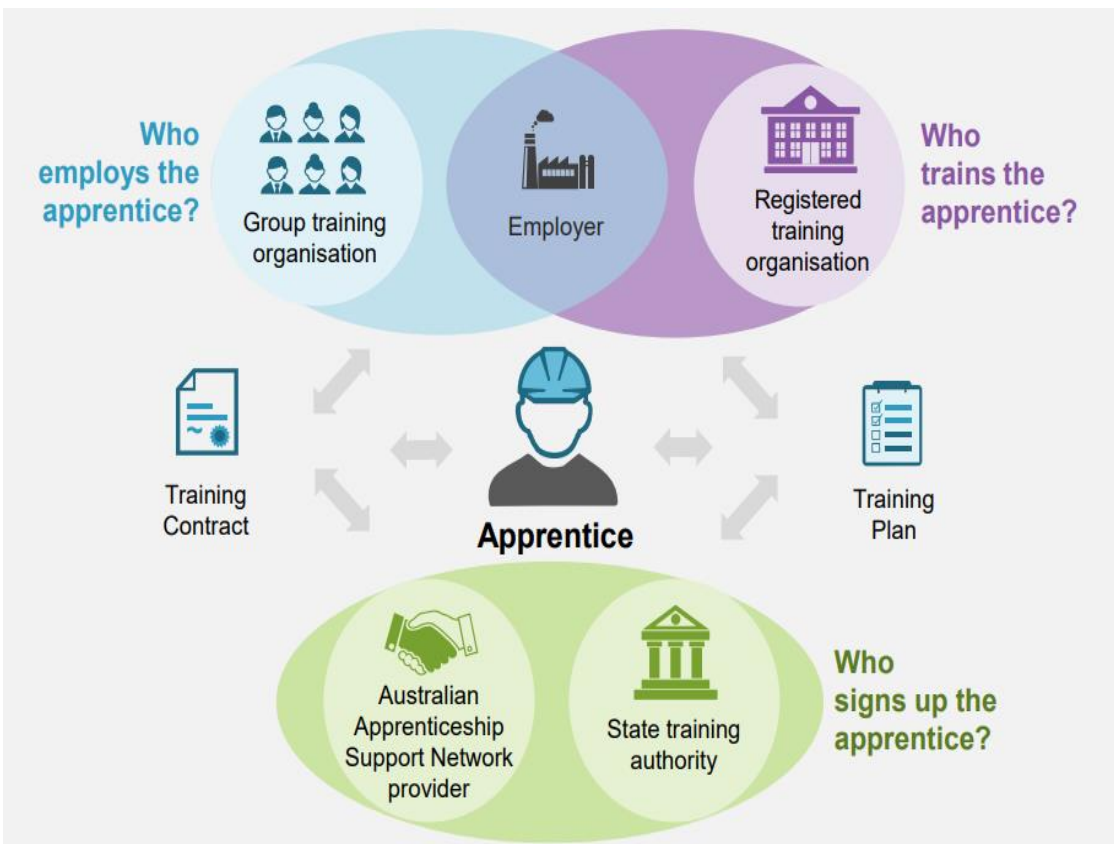 Who
employs the
apprentice?
Group training
organisation
Employer
Registered
training
organisation
Who
trains the
apprentice?
Training
Contract
Apprentice
Training
Plan
Australian
Apprenticeship
Support Network
provider
State training
authority
Who
signs up the
apprentice?